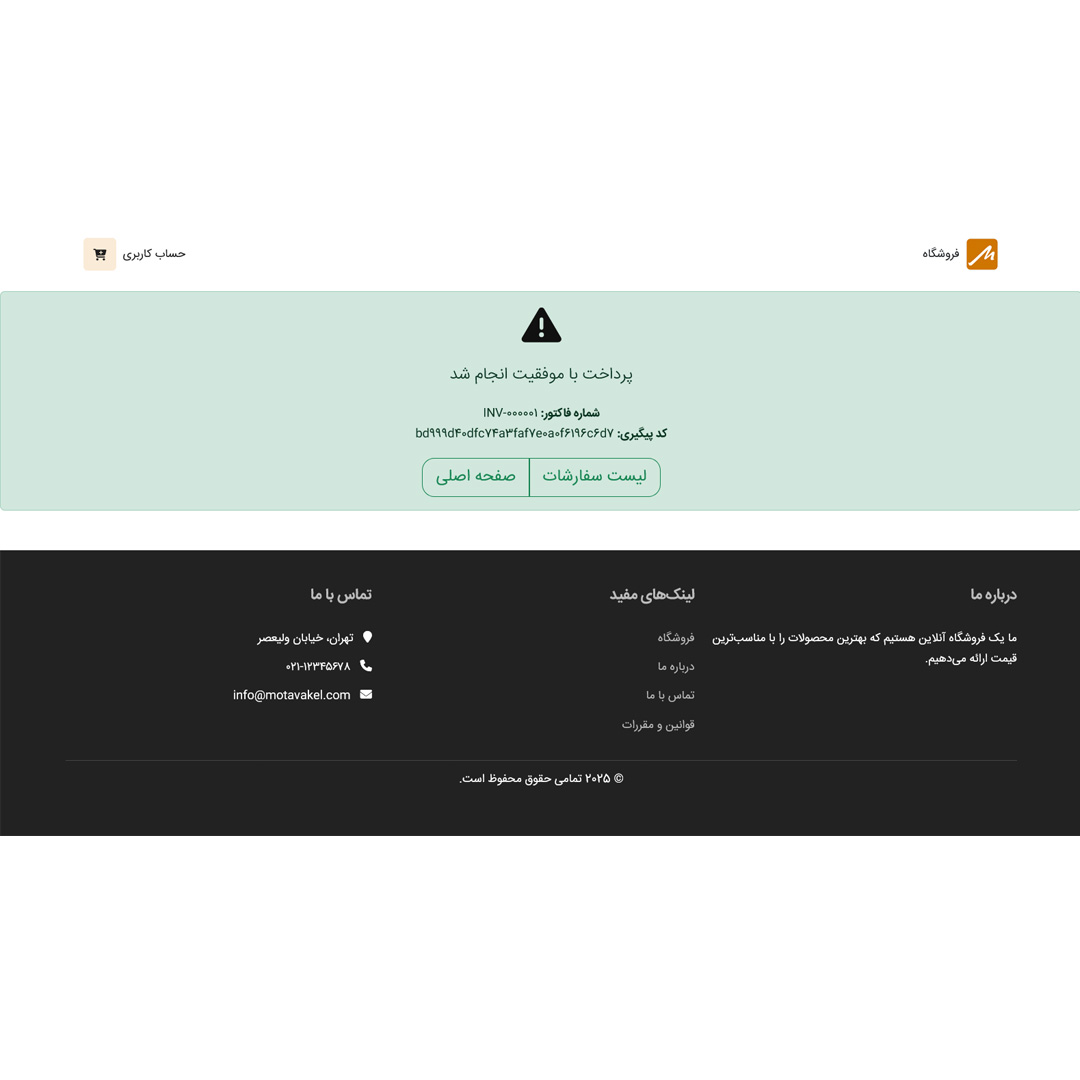 فروشگاه
حساب کاربری
پرداخت با موفقیت انجام شد
شماره فاکتور: INV-۰۰۰۰۰۱
کد پیگیری: bd۹۹۹d۴۰dfc۷۴a۳faf۷e۰a۰f۶۱۹۶c۶d۷
لیست سفارشات
صفحه اصلی
درباره ما
ما یک فروشگاه آنلاین هستیم که بهترین محصولات را با مناسب‌ترین
قیمت ارائه می‌دهیم.
لینک‌های مفید
فروشگاه
درباره ما
تماس با ما
قوانین و مقررات
تماس با ما
تهران، خیابان ولیعصر
۰۲۱-۱۲۳۴۵۶۷۸
info@motavakel.com
© ۲۰۲۵ تمامی حقوق محفوظ است.